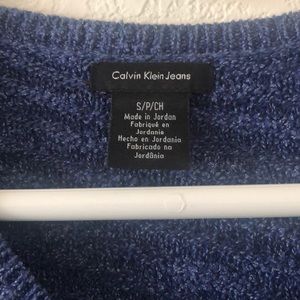 Calvin Klein Jeans
S/P/CH
Made in Jordan
Fabriqué en
Jordanie
Hecho en Jordania
Fabricado na
Jordânia